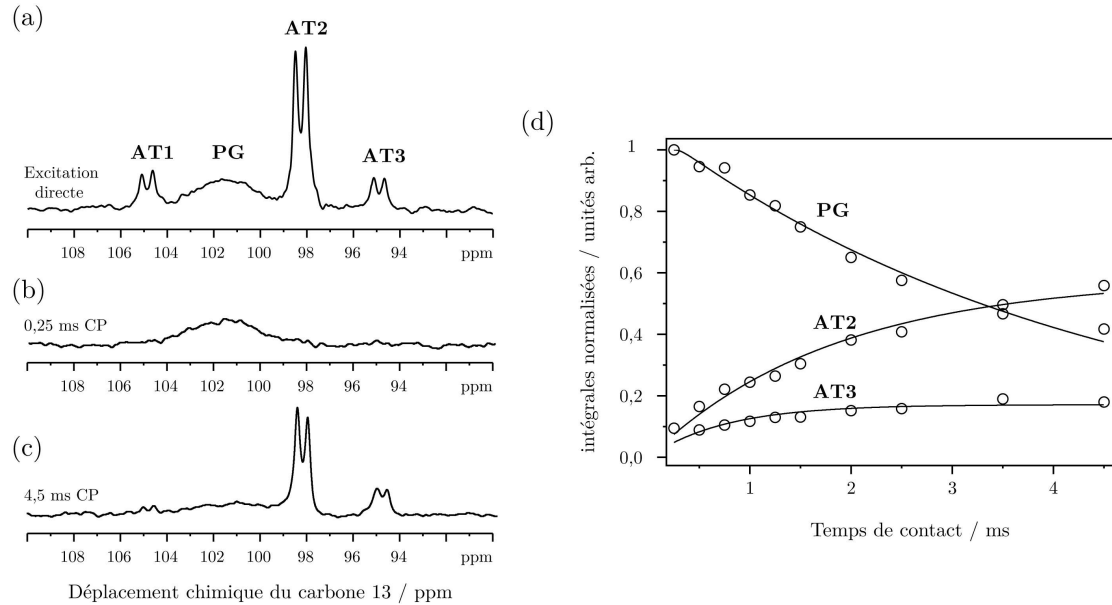 (a)
AT2
AT1 PG AT3
Excitation
directe
108 106 104 102 100 98 96 94 ppm
(b)
0,25 ms CP
108 106 104 102 100 98 96 94 ppm
(c)
4,5 ms CP
108 106 104 102 100 98 96 94 ppm
Déplacement chimique du carbone 13 / ppm
(d)
intégrales normalisées / unités arb.
1
0,8
0,6
0,4
0,2
0,0
PG
AT2
AT3
0 1 2 3 4
Temps de contact / ms